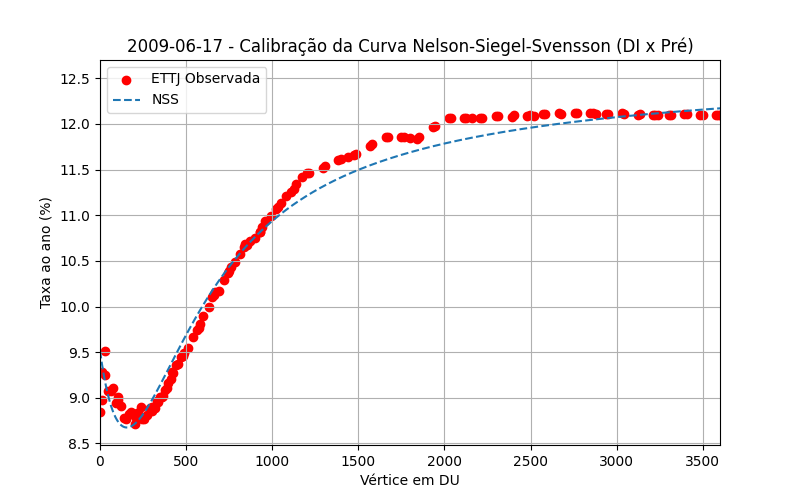 2009-06-17 - Calibração da Curva Nelson-Siegel-Svensson (DI x Pré)
ETTJ Observada
NSS
Taxa ao ano (%)
12.5
12.0
11.5
11.0
10.5
10.0
9.5
9.0
8.5
0 500 1000 1500 2000 2500 3000 3500
Vértice em DU